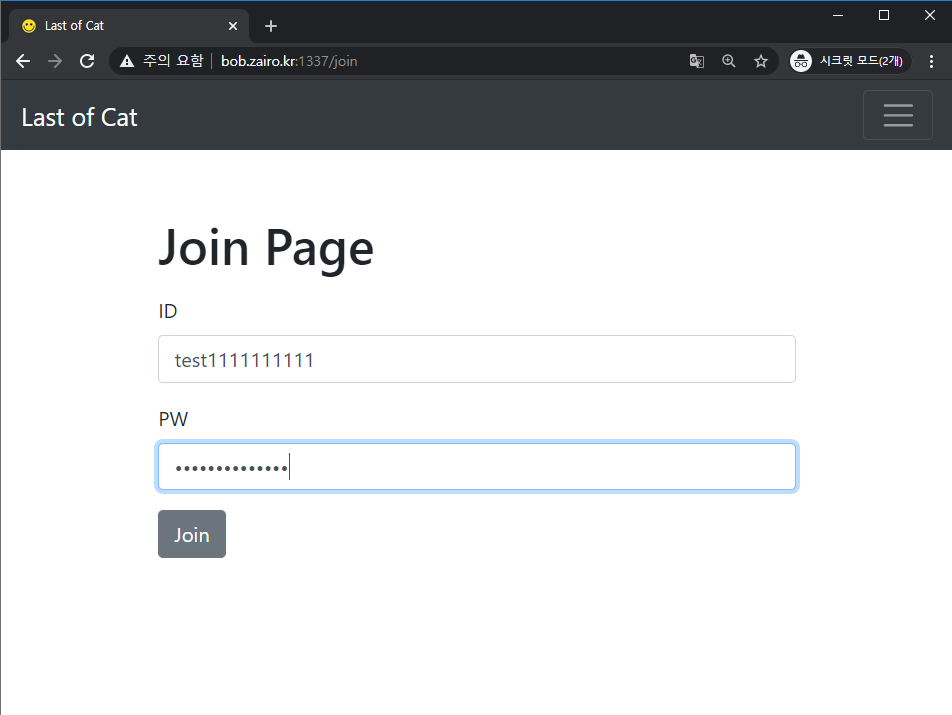 Last of Cat
주의 요함 bob.zairo.kr:1337/join 시크릿 모드(2개)
Last of Cat
Join Page
ID
test1111111111
PW
••••••••••••••
Join